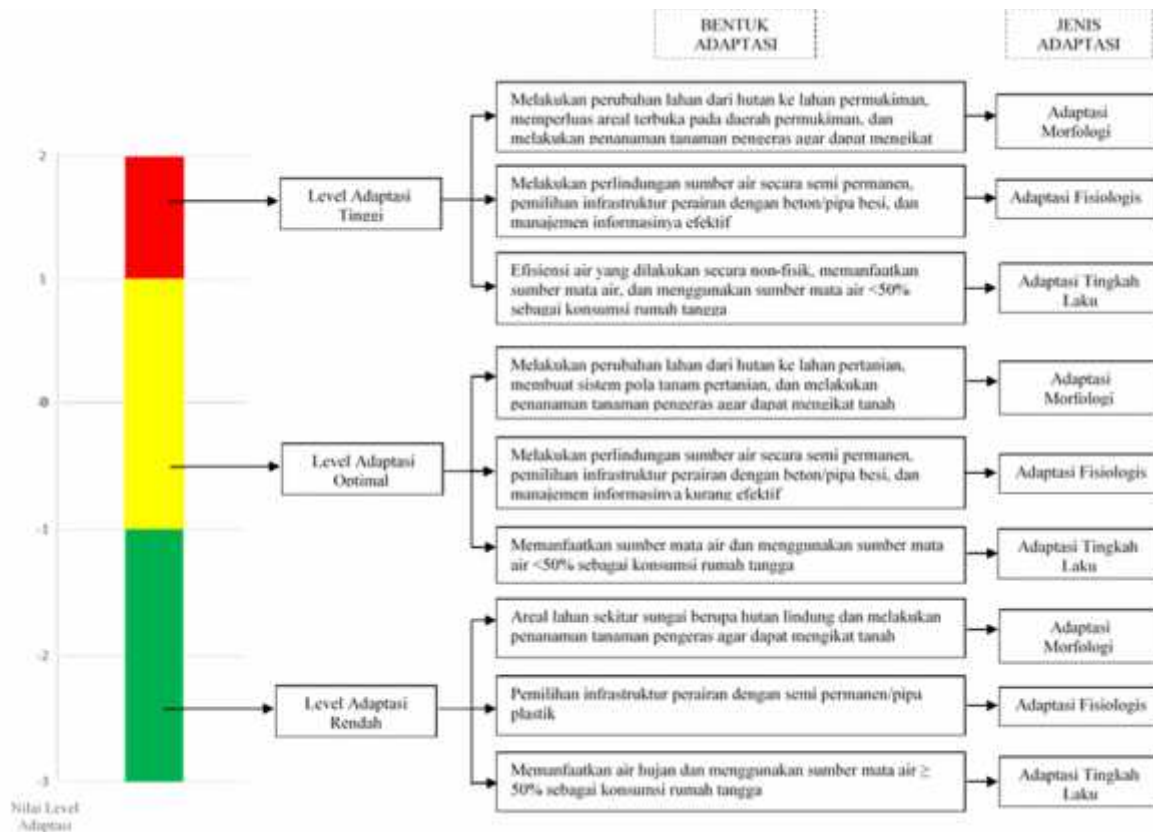 BENTUK
ADAPTASI
JENIS
ADAPTASI
2
1
0
-1
-2
-3
Nilai Level
Adaptasi
Level Adaptasi
Tinggi
Melakukan perubahan lahan dari hutan ke lahan permukiman,
memperluas areal terbuka pada daerah permukiman, dan
melakukan penanaman tanaman pengeras agar dapat mengikat
Adaptasi
Morfologi
Melakukan perlindungan sumber air secara semi permanen,
pemilihan infrastruktur perairan dengan beton/pipa besi, dan
manajemen informasinya efektif
Adaptasi Fisiologis
Efisiensi air yang dilakukan secara non-fisik, memanfaatkan
sumber mata air, dan menggunakan sumber mata air <50%
sebagai konsumsi rumah tangga
Adaptasi Tingkah
Laku
Level Adaptasi
Optimal
Melakukan perubahan lahan dari hutan ke lahan pertanian,
membuat sistem pola tanam pertanian, dan melakukan
penanaman tanaman pengeras agar dapat mengikat tanah
Adaptasi
Morfologi
Melakukan perlindungan sumber air secara semi permanen,
pemilihan infrastruktur perairan dengan beton/pipa besi, dan
manajemen informasinya kurang efektif
Adaptasi Fisiologis
Memanfaatkan sumber mata air dan menggunakan sumber mata
air <50% sebagai konsumsi rumah tangga
Adaptasi Tingkah
Laku
Level Adaptasi
Rendah
Areal lahan sekitar sungai berupa hutan lindung dan melakukan
penanaman tanaman pengeras agar dapat mengikat tanah
Adaptasi
Morfologi
Pemilihan infrastruktur perairan dengan semi permanen/pipa
plastik
Adaptasi Fisiologis
Memanfaatkan air hujan dan menggunakan sumber mata air ≥
50% sebagai konsumsi rumah tangga
Adaptasi Tingkah
Laku